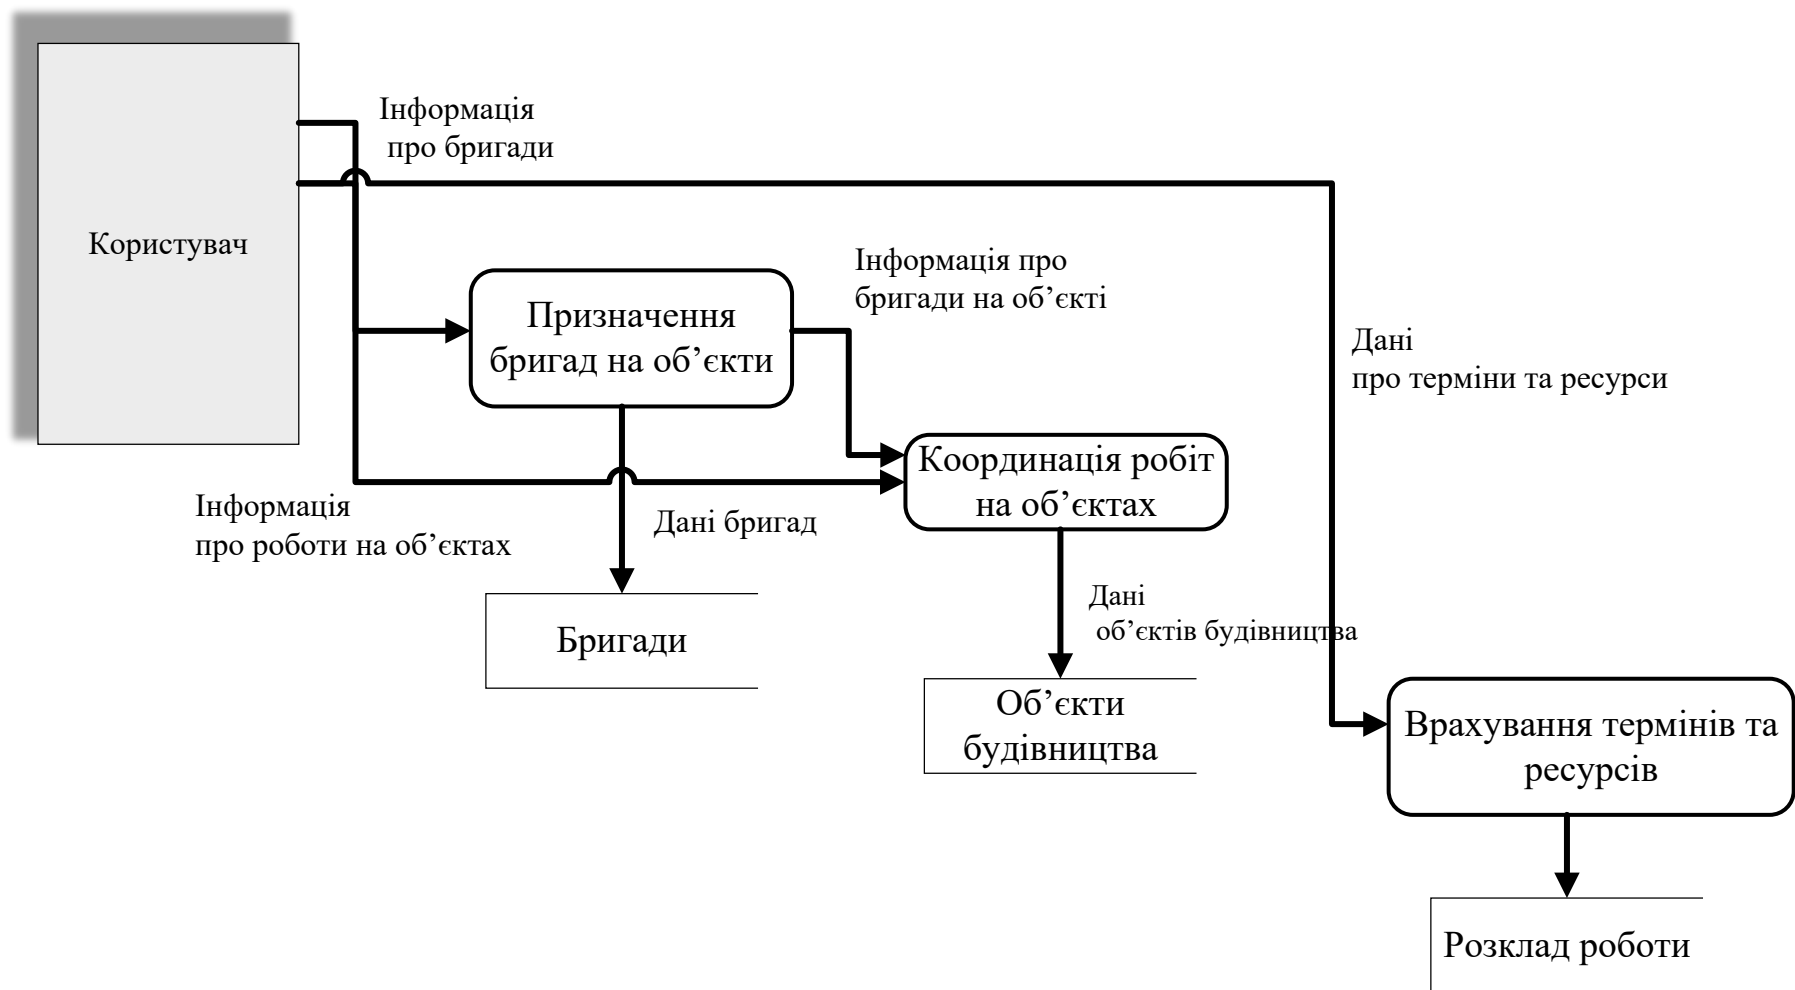 Інформація
про бригади
Користувач
Інформація про
бригади на об’єкті
Призначення
бригад на об’єкти
Дані
про терміни та ресурси
Координація робіт
на об’єктах
Інформація
про роботи на об’єктах
Дані бригад
Дані
об’єктів будівництва
Бригади
Об’єкти
будівництва
Врахування термінів та
ресурсів
Розклад роботи